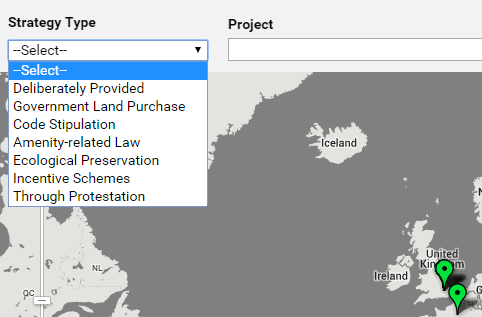 Strategy Type
Project
--Select--
--Select--
Deliberately Provided
Government Land Purchase
Code Stipulation
Amenity-related Law
Ecological Preservation
Incentive Schemes
Through Protestation
Iceland
United
Kingdom
Ireland
NL
QC
N
G